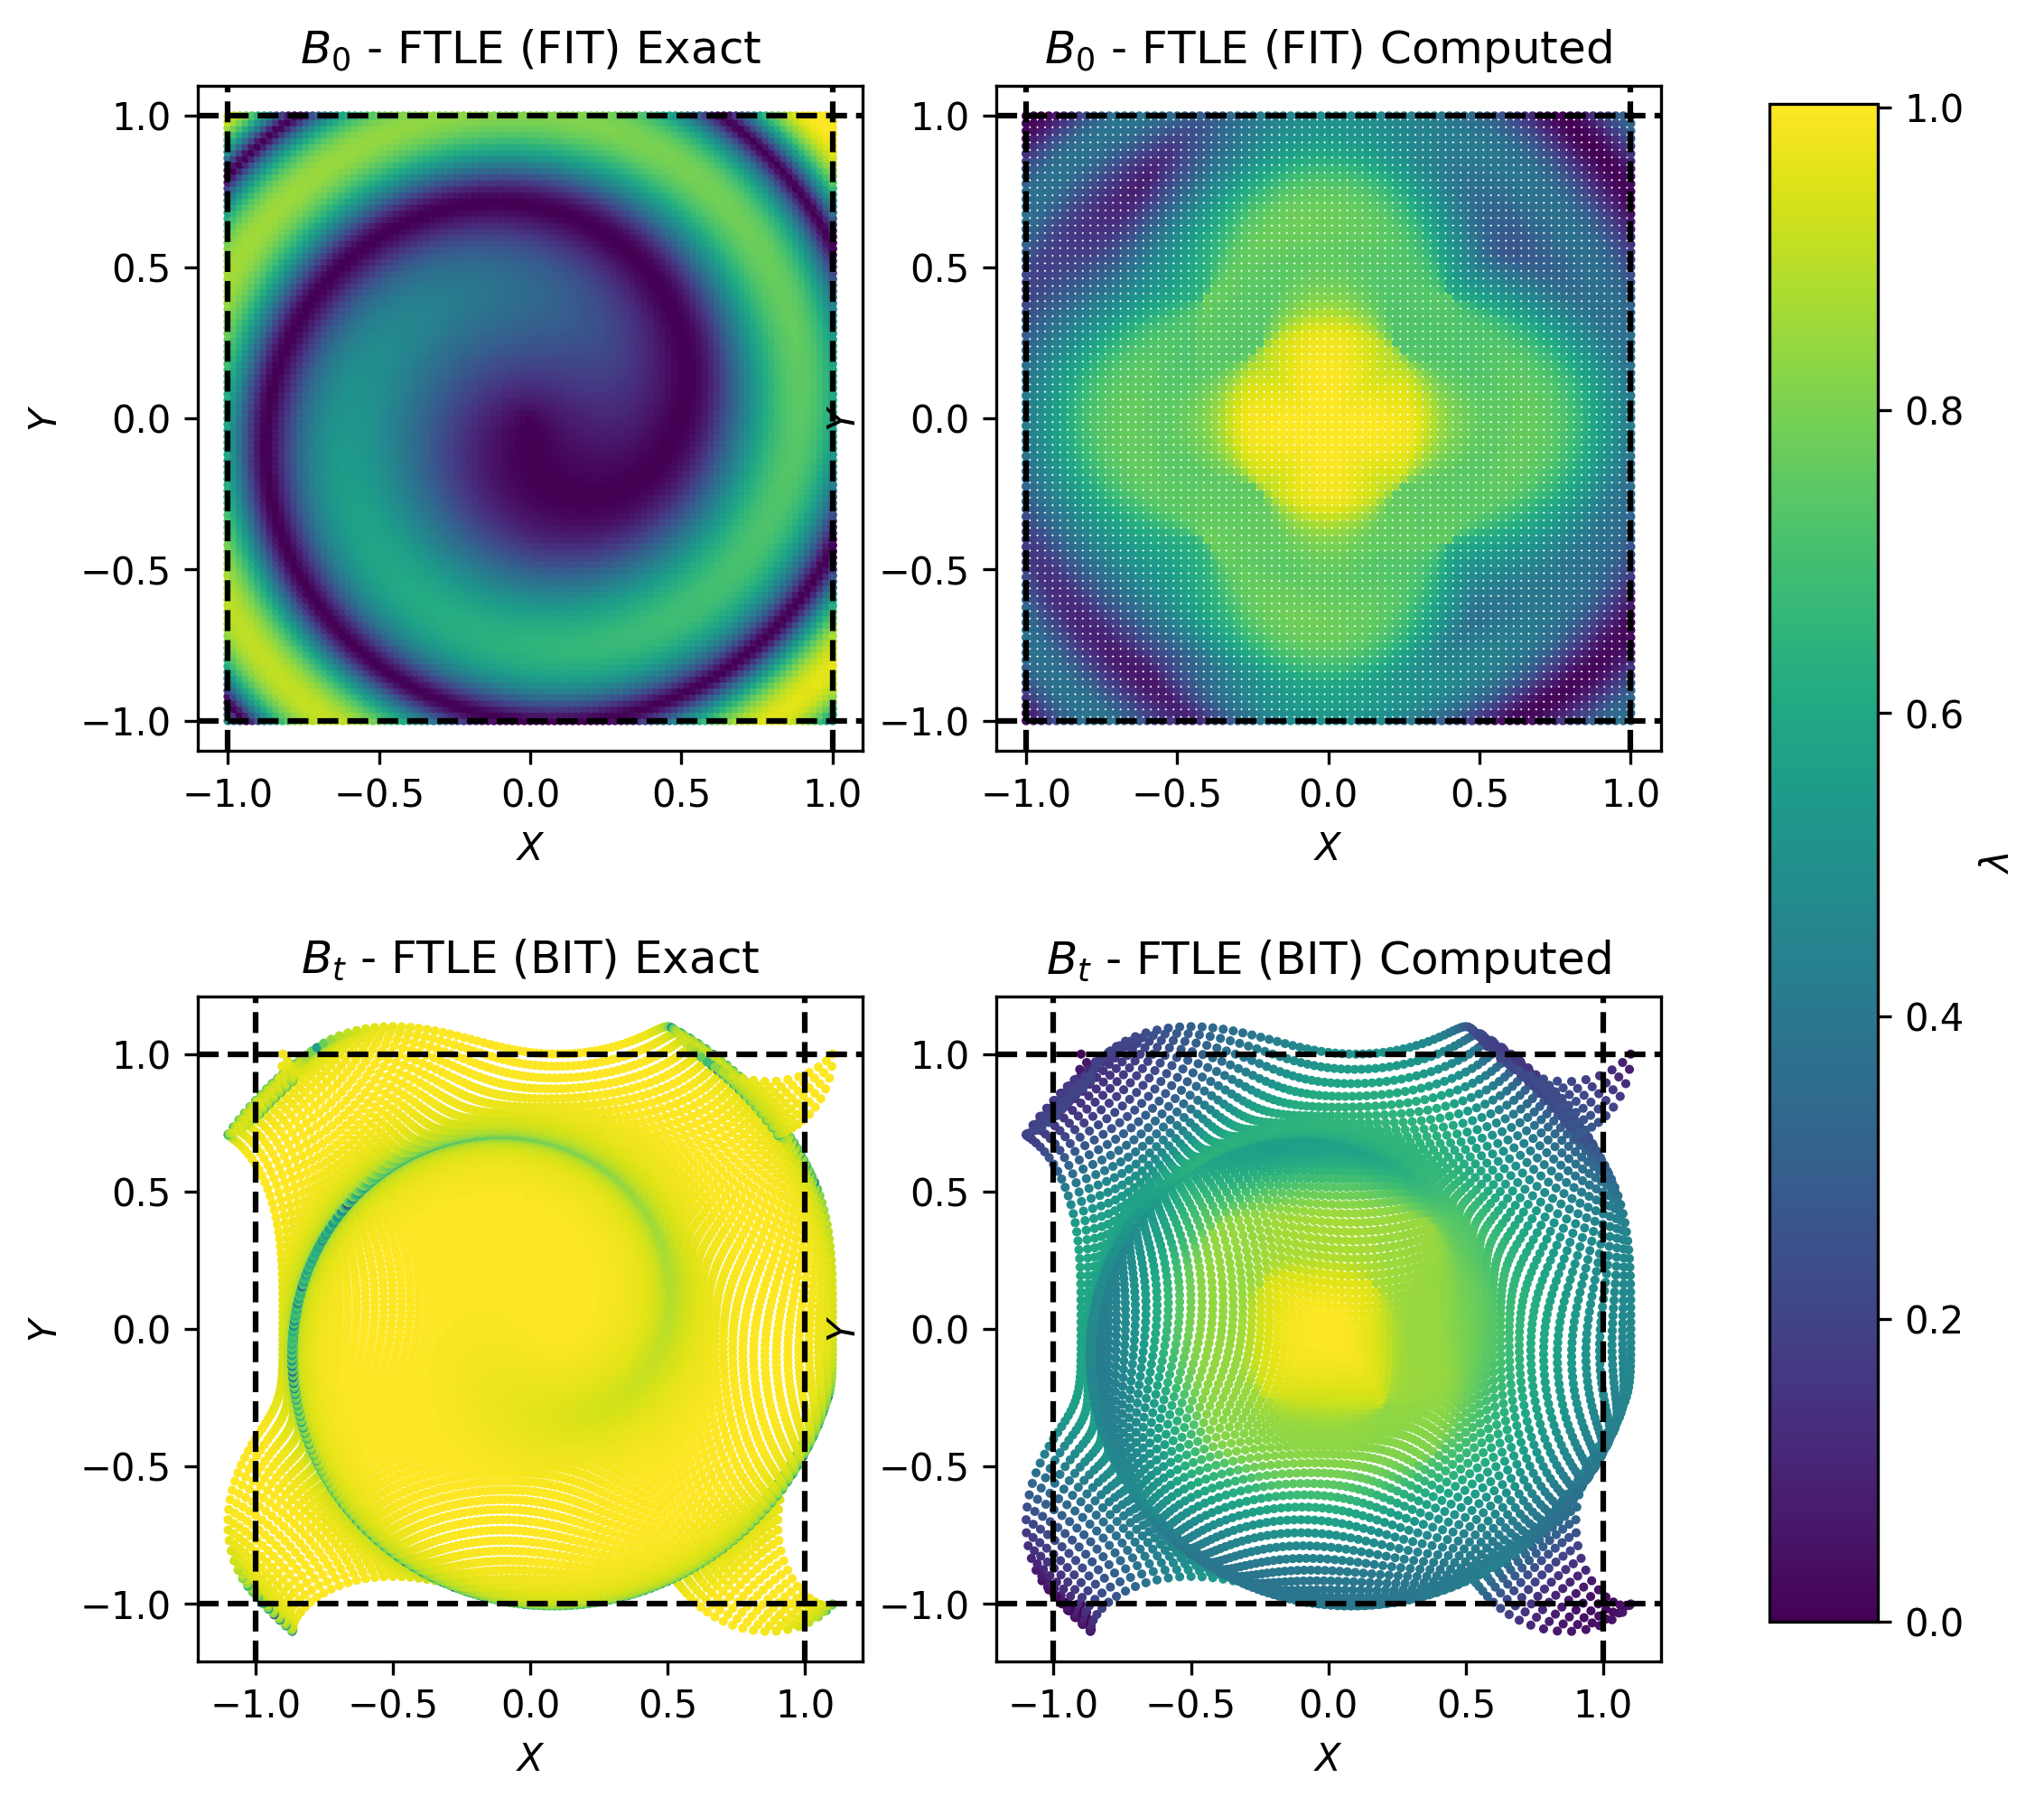 B₀ - FTLE (FIT) Exact
1.0
0.5
0.0
−0.5
−1.0
Y
−1.0 −0.5 0.0 0.5 1.0
X
B₀ - FTLE (FIT) Computed
1.0
0.5
0.0
−0.5
−1.0
Y
−1.0 −0.5 0.0 0.5 1.0
X
Bₜ - FTLE (BIT) Exact
1.0
0.5
0.0
−0.5
−1.0
Y
−1.0 −0.5 0.0 0.5 1.0
X
Bₜ - FTLE (BIT) Computed
1.0
0.5
0.0
−0.5
−1.0
Y
−1.0 −0.5 0.0 0.5 1.0
X
1.0
0.8
0.6
0.4
0.2
0.0
λ